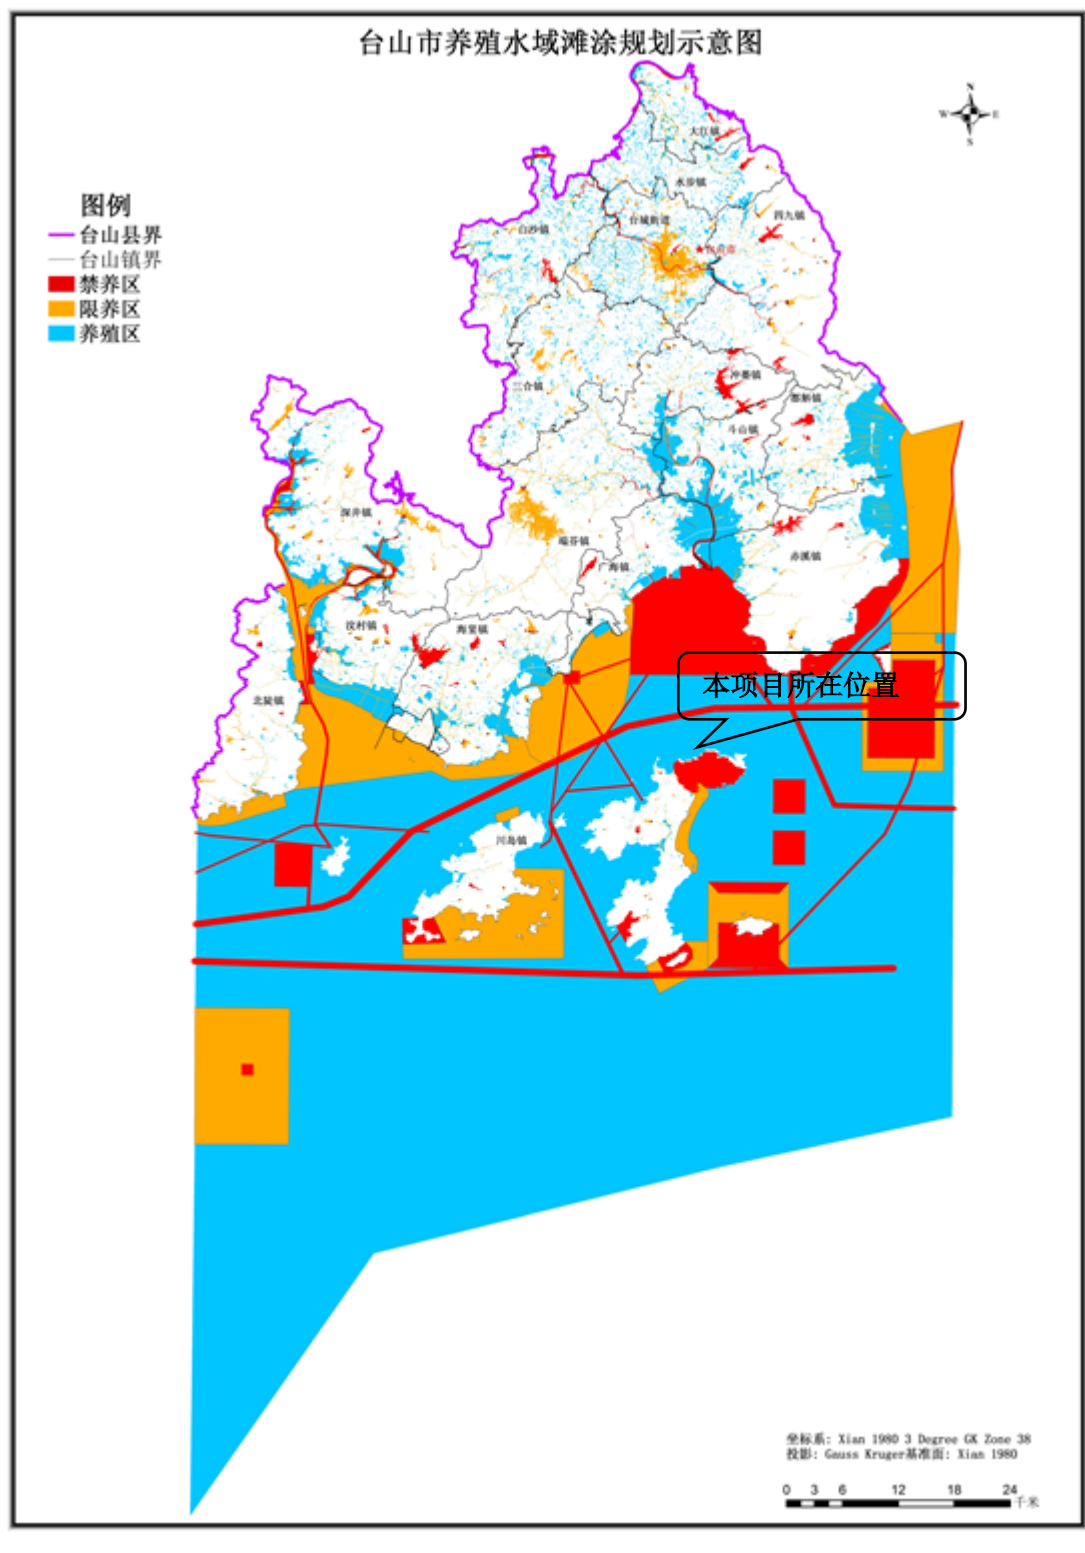 台山市养殖水域滩涂规划示意图
N
W E
S
图例
台山县界
台山镇界
禁养区
限养区
养殖区
大江镇
水步镇
台城街道
四九镇
白沙镇
三合镇
冲蒌镇
都斛镇
斗山镇
深井镇
端芬镇
广海镇
赤溪镇
汶村镇
海宴镇
北陡镇
本项目所在位置
川岛镇
坐标系: Xian 1980 3 Degree GK Zone 38
投影: Gauss Kruger基准面: Xian 1980
0 3 6 12 18 24
千米